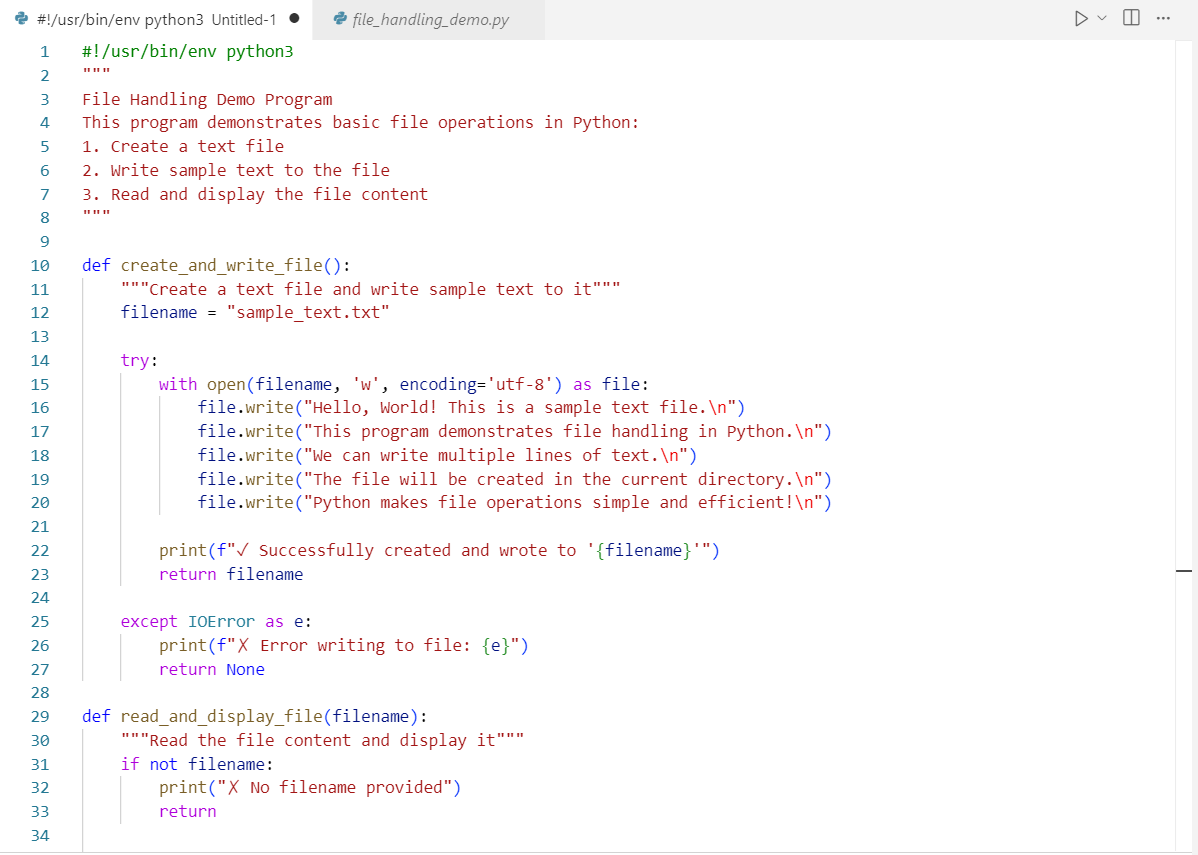 #!/usr/bin/env python3 Untitled-1 ● file_handling_demo.py
1 #!/usr/bin/env python3
2 """
3 File Handling Demo Program
4 This program demonstrates basic file operations in Python:
5 1. Create a text file
6 2. Write sample text to the file
7 3. Read and display the file content
8 """
9
10 def create_and_write_file():
11     """Create a text file and write sample text to it"""
12     filename = "sample_text.txt"
13
14     try:
15         with open(filename, 'w', encoding='utf-8') as file:
16             file.write("Hello, World! This is a sample text file.\n")
17             file.write("This program demonstrates file handling in Python.\n")
18             file.write("We can write multiple lines of text.\n")
19             file.write("The file will be created in the current directory.\n")
20             file.write("Python makes file operations simple and efficient!\n")
21
22         print(f"✓ Successfully created and wrote to '{filename}'")
23         return filename
24
25     except IOError as e:
26         print(f"✗ Error writing to file: {e}")
27         return None
28
29 def read_and_display_file(filename):
30     """Read the file content and display it"""
31     if not filename:
32         print("✗ No filename provided")
33         return
34